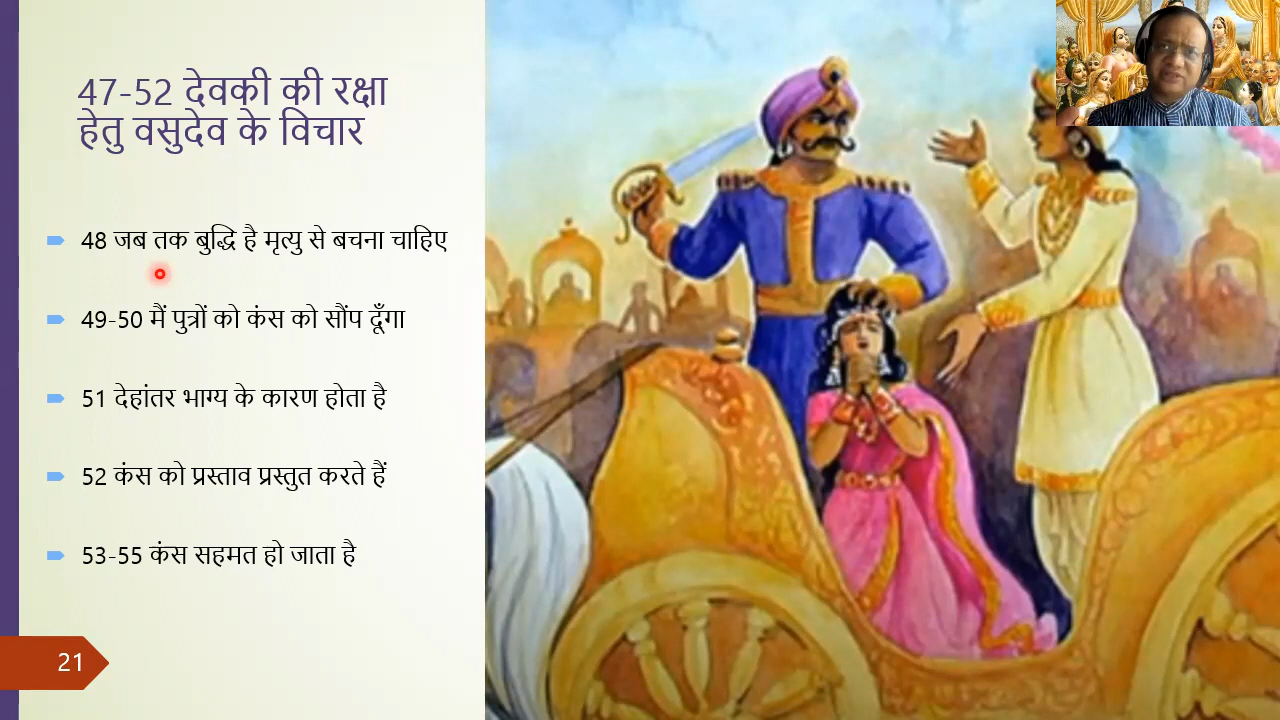 47-52 देवकी की रक्षा
हेतु वसुदेव के विचार
48 जब तक बुद्धि है मृत्यु से बचना चाहिए
49-50 मैं पुत्रों को कंस को सौंप दूँगा
51 देहांतर भाग्य के कारण होता है
52 कंस को प्रस्ताव प्रस्तुत करते हैं
53-55 कंस सहमत हो जाता है
21